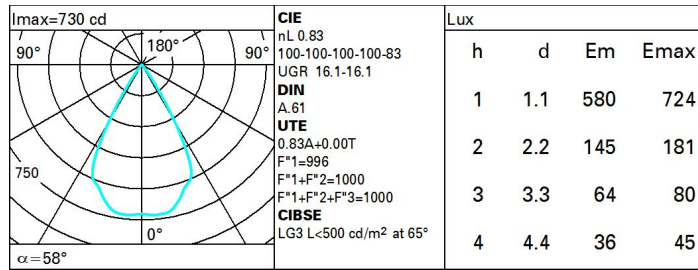 Imax=730 cd
90° 180° 90°
750
0°
α=58°
CIE
nL 0.83
100-100-100-100-83
UGR 16.1-16.1
DIN
A.61
UTE
0.83A+0.00T
F"1=996
F"1+F"2=1000
F"1+F"2+F"3=1000
CIBSE
LG3 L<500 cd/m² at 65°
Lux
h d Em Emax
1 1.1 580 724
2 2.2 145 181
3 3.3 64 80
4 4.4 36 45